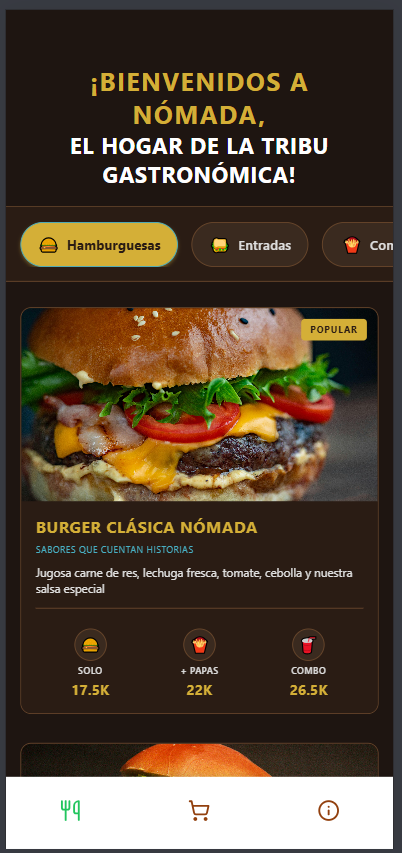 ¡BIENVENIDOS A
NÓMADA,
EL HOGAR DE LA TRIBU
GASTRONÓMICA!
Hamburguesas Entradas
POPULAR
BURGER CLÁSICA NÓMADA
SABORES QUE CUENTAN HISTORIAS
Jugosa carne de res, lechuga fresca, tomate, cebolla y nuestra
salsa especial
SOLO + PAPAS COMBO
17.5K 22K 26.5K